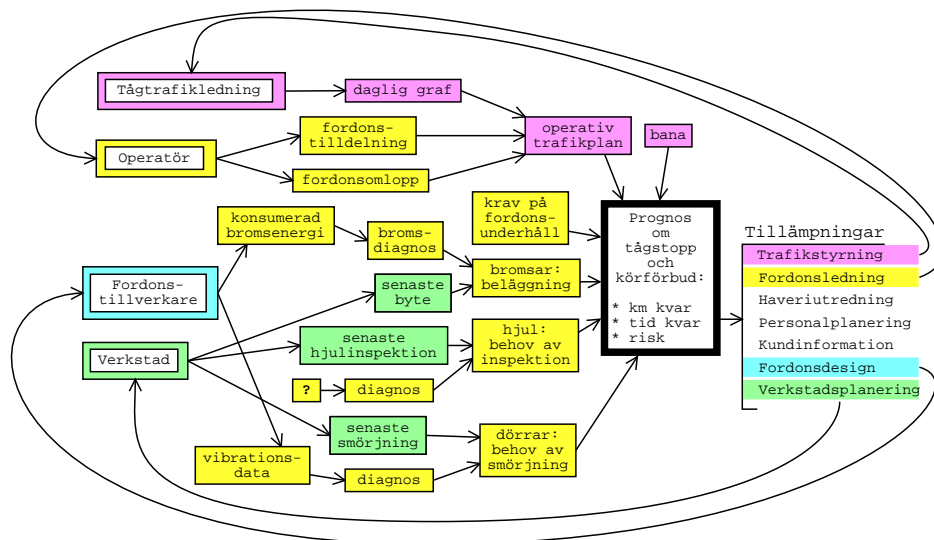 Tågtrafikledning
daglig graf
fordons-
tilldelning
operativ
trafikplan
bana
Operatör
fordonsomlopp
krav på
fordons-
underhåll
konsumerad
bromsenergi
broms-
diagnos
Prognos
om
tågstopp
och
körförbud:
* km kvar
* tid kvar
* risk
Fordons-
tillverkare
senaste
byte
bromsar:
beläggning
Verkstad
senaste
hjulinspektion
hjul:
behov av
inspektion
?
diagnos
senaste
smörjning
dörrar:
behov av
smörjning
vibrations-
data
diagnos
Tillämpningar
Trafikstyrning
Fordonsledning
Haveriutredning
Personalplanering
Kundinformation
Fordonsdesign
Verkstadsplanering